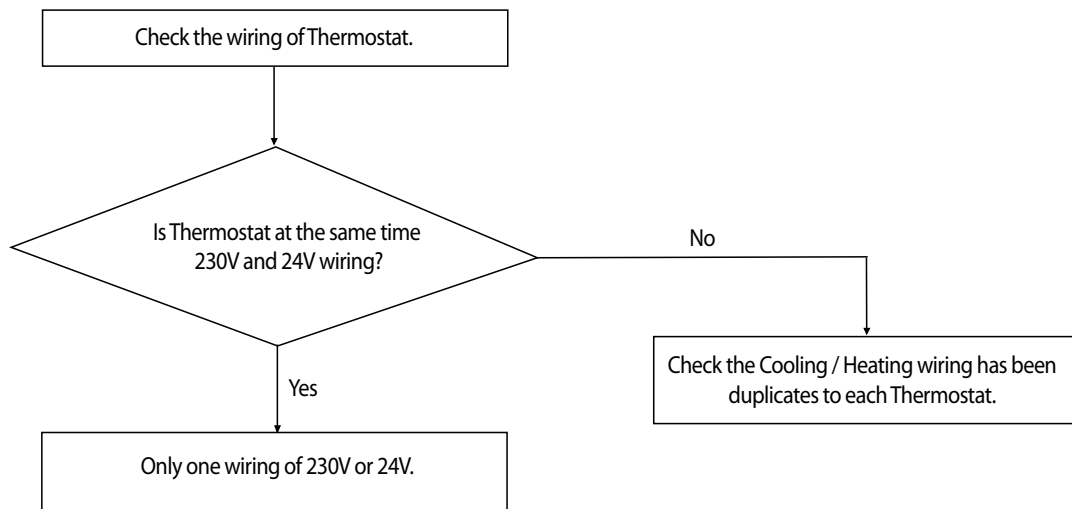 Check the wiring of Thermostat.
Is Thermostat at the same time
230V and 24V wiring?
No
Check the Cooling / Heating wiring has been
duplicates to each Thermostat.
Yes
Only one wiring of 230V or 24V.